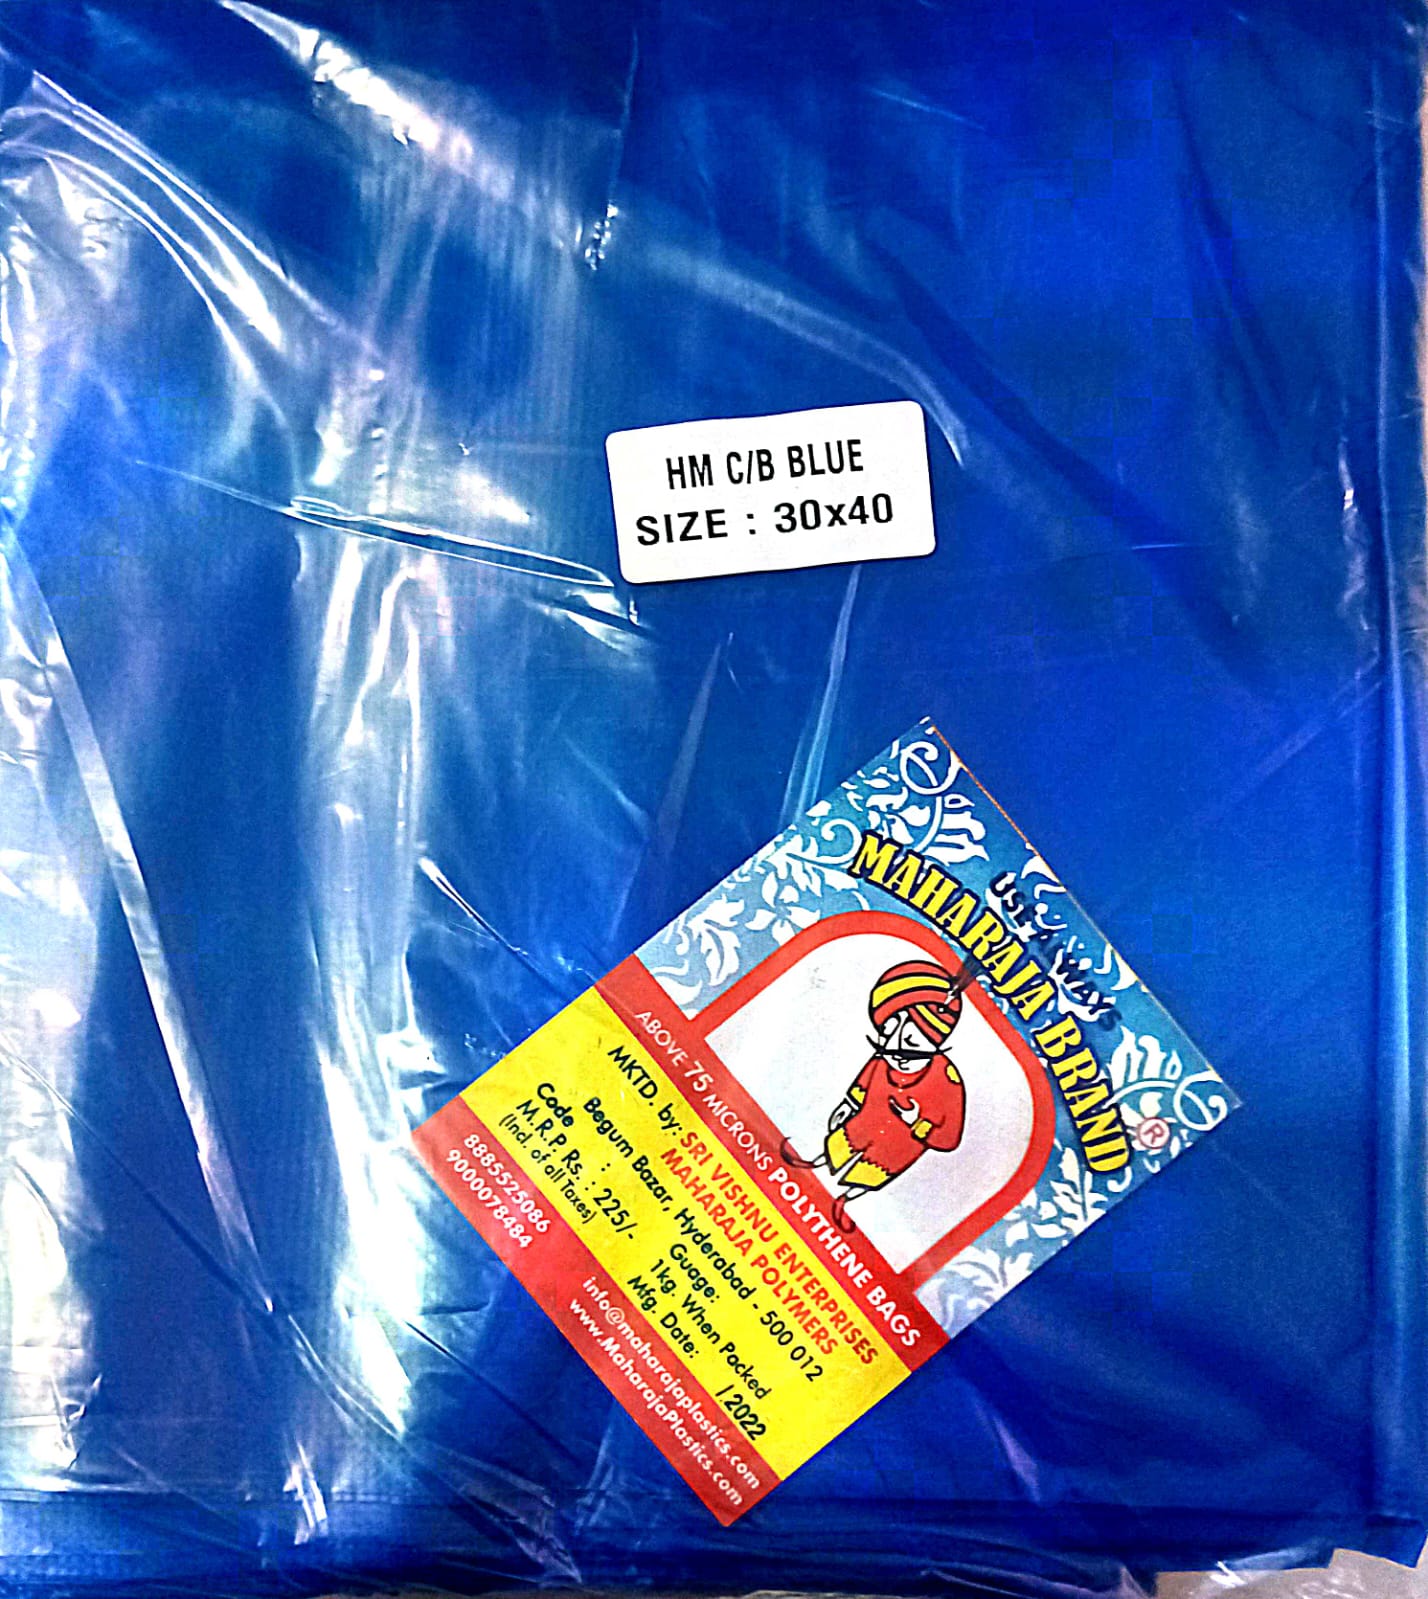 HM C/B BLUE
SIZE : 30x40
USE ALWAYS
MAHARAJA BRAND
®
ABOVE 75 MICRONS POLYTHENE BAGS
MKTD. by: SRI VISHNU ENTERPRISES
MAHARAJA POLYMERS
Begum Bazar, Hyderabad - 500 012
Code :
Guage:
M.R.P. Rs. : 225/-
1kg. When Packed
(Incl. of all Taxes)
Mfg. Date: /2022
8885525086
info@maharajaplastics.com
9000078484
www.MaharajaPlastics.com